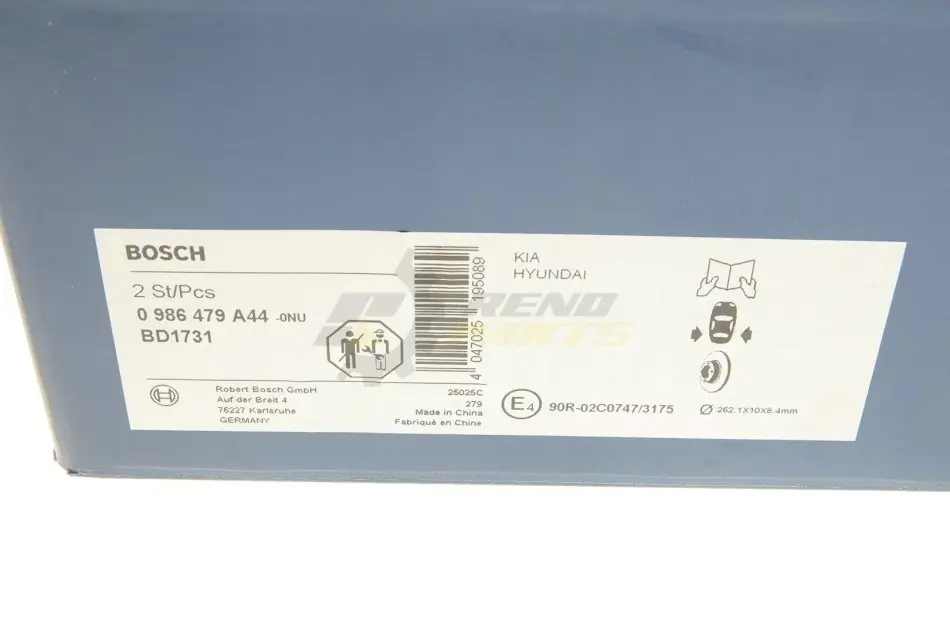 BOSCH
2 St/Pcs
0 986 479 A44 -0NU
BD1731
Robert Bosch GmbH
Auf der Breit 4
76227 Karlsruhe
GERMANY
25025C
279
Made in China
Fabriqué en Chine
4 047025 195089
KIA
HYUNDAI
TREND
PARTS
E4
90R-02C0747/3175
Ø 262.1X10X8.4mm